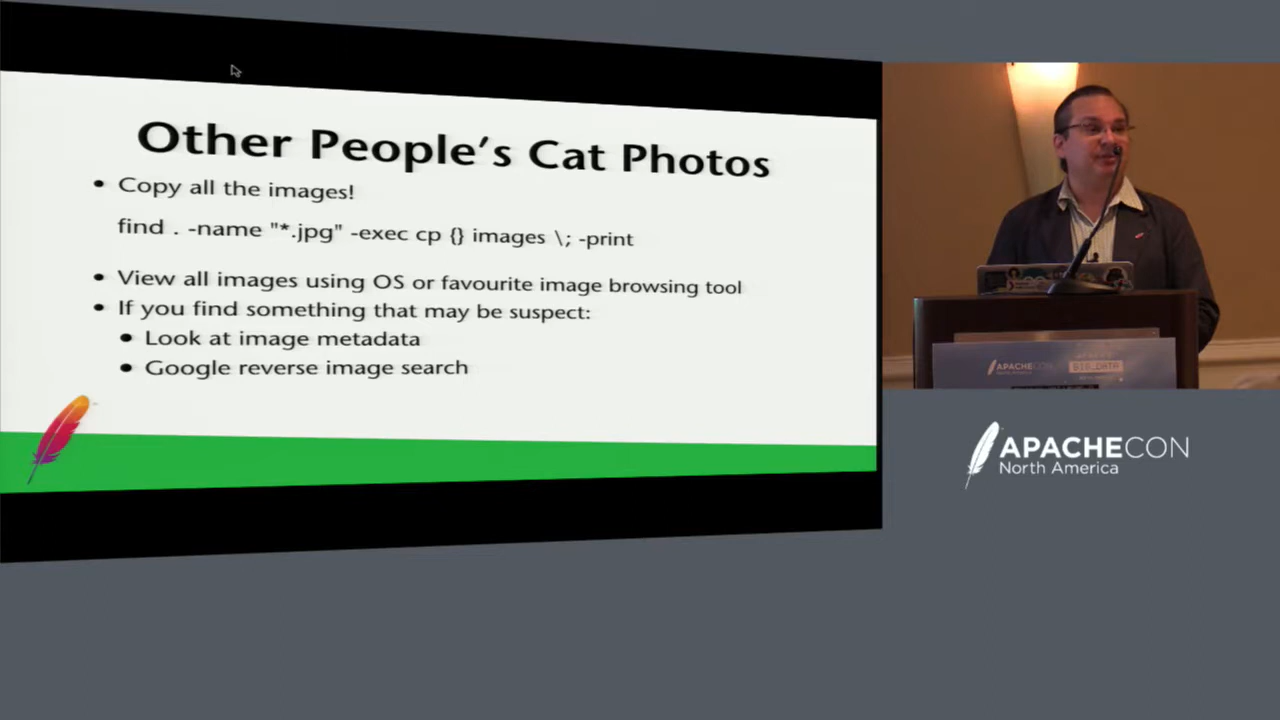 Other People's Cat Photos
• Copy all the images!
find . -name "*.jpg" -exec cp {} images \; -print
• View all images using OS or favourite image browsing tool
• If you find something that may be suspect:
• Look at image metadata
• Google reverse image search
APACHECON
BIG_DATA
APACHECON
North America